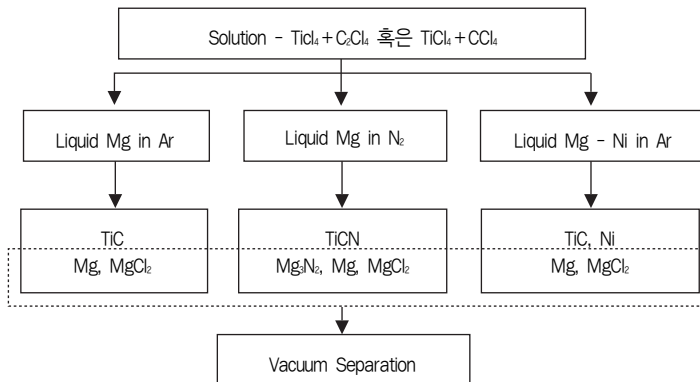 Solution - Ticl₄+C₂Cl₄ 혹은 TiCl₄+CCl₄
Liquid Mg in Ar
Liquid Mg in N₂
Liquid Mg - Ni in Ar
TiC
Mg, MgCl₂
TiCN
Mg₃N₂, Mg, MgCl₂
TiC, Ni
Mg, MgCl₂
Vacuum Separation